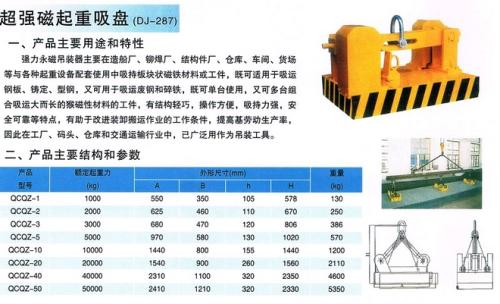 超强磁起重吸盘(DJ-287)
一、产品主要用途和特性
强力永磁吊装器主要在造船厂、铆焊厂、结构件厂、仓库、车间、货场
等与各种起重设备配套使用中吸持板块状磁铁材料或工件，既可适用于吸运
钢板、铸定、型钢，又可用于吸运废钢和碎铁，既可单台使用，又可多台组
合吸运大而长的猴磁性材料的工件，有结构轻巧，操作方便，吸持力强，安
全可靠等特点，有助于改进装卸搬运作业的工作条件，提高基劳动生产率，
因此在工厂、码头、仓库和交通运输行业中，已广泛用作为吊装工具。
二、产品主要结构和参数
产品 额定起重力 外形尺寸(mm) 重量
型号 (kg) A B h H (kg)
QCQZ-1 1000 550 350 105 578 130
QCQZ-2 2000 625 460 110 670 250
QCQZ-3 3000 680 470 120 806 386
QCQZ-5 5000 970 580 130 1020 570
QCQZ-10 10000 1440 800 155 1440 1200
QCQZ-20 20000 1540 900 260 1560 2110
QCQZ-40 40000 2310 1100 320 2350 4600
QCQZ-50 50000 2410 1210 320 2330 5350